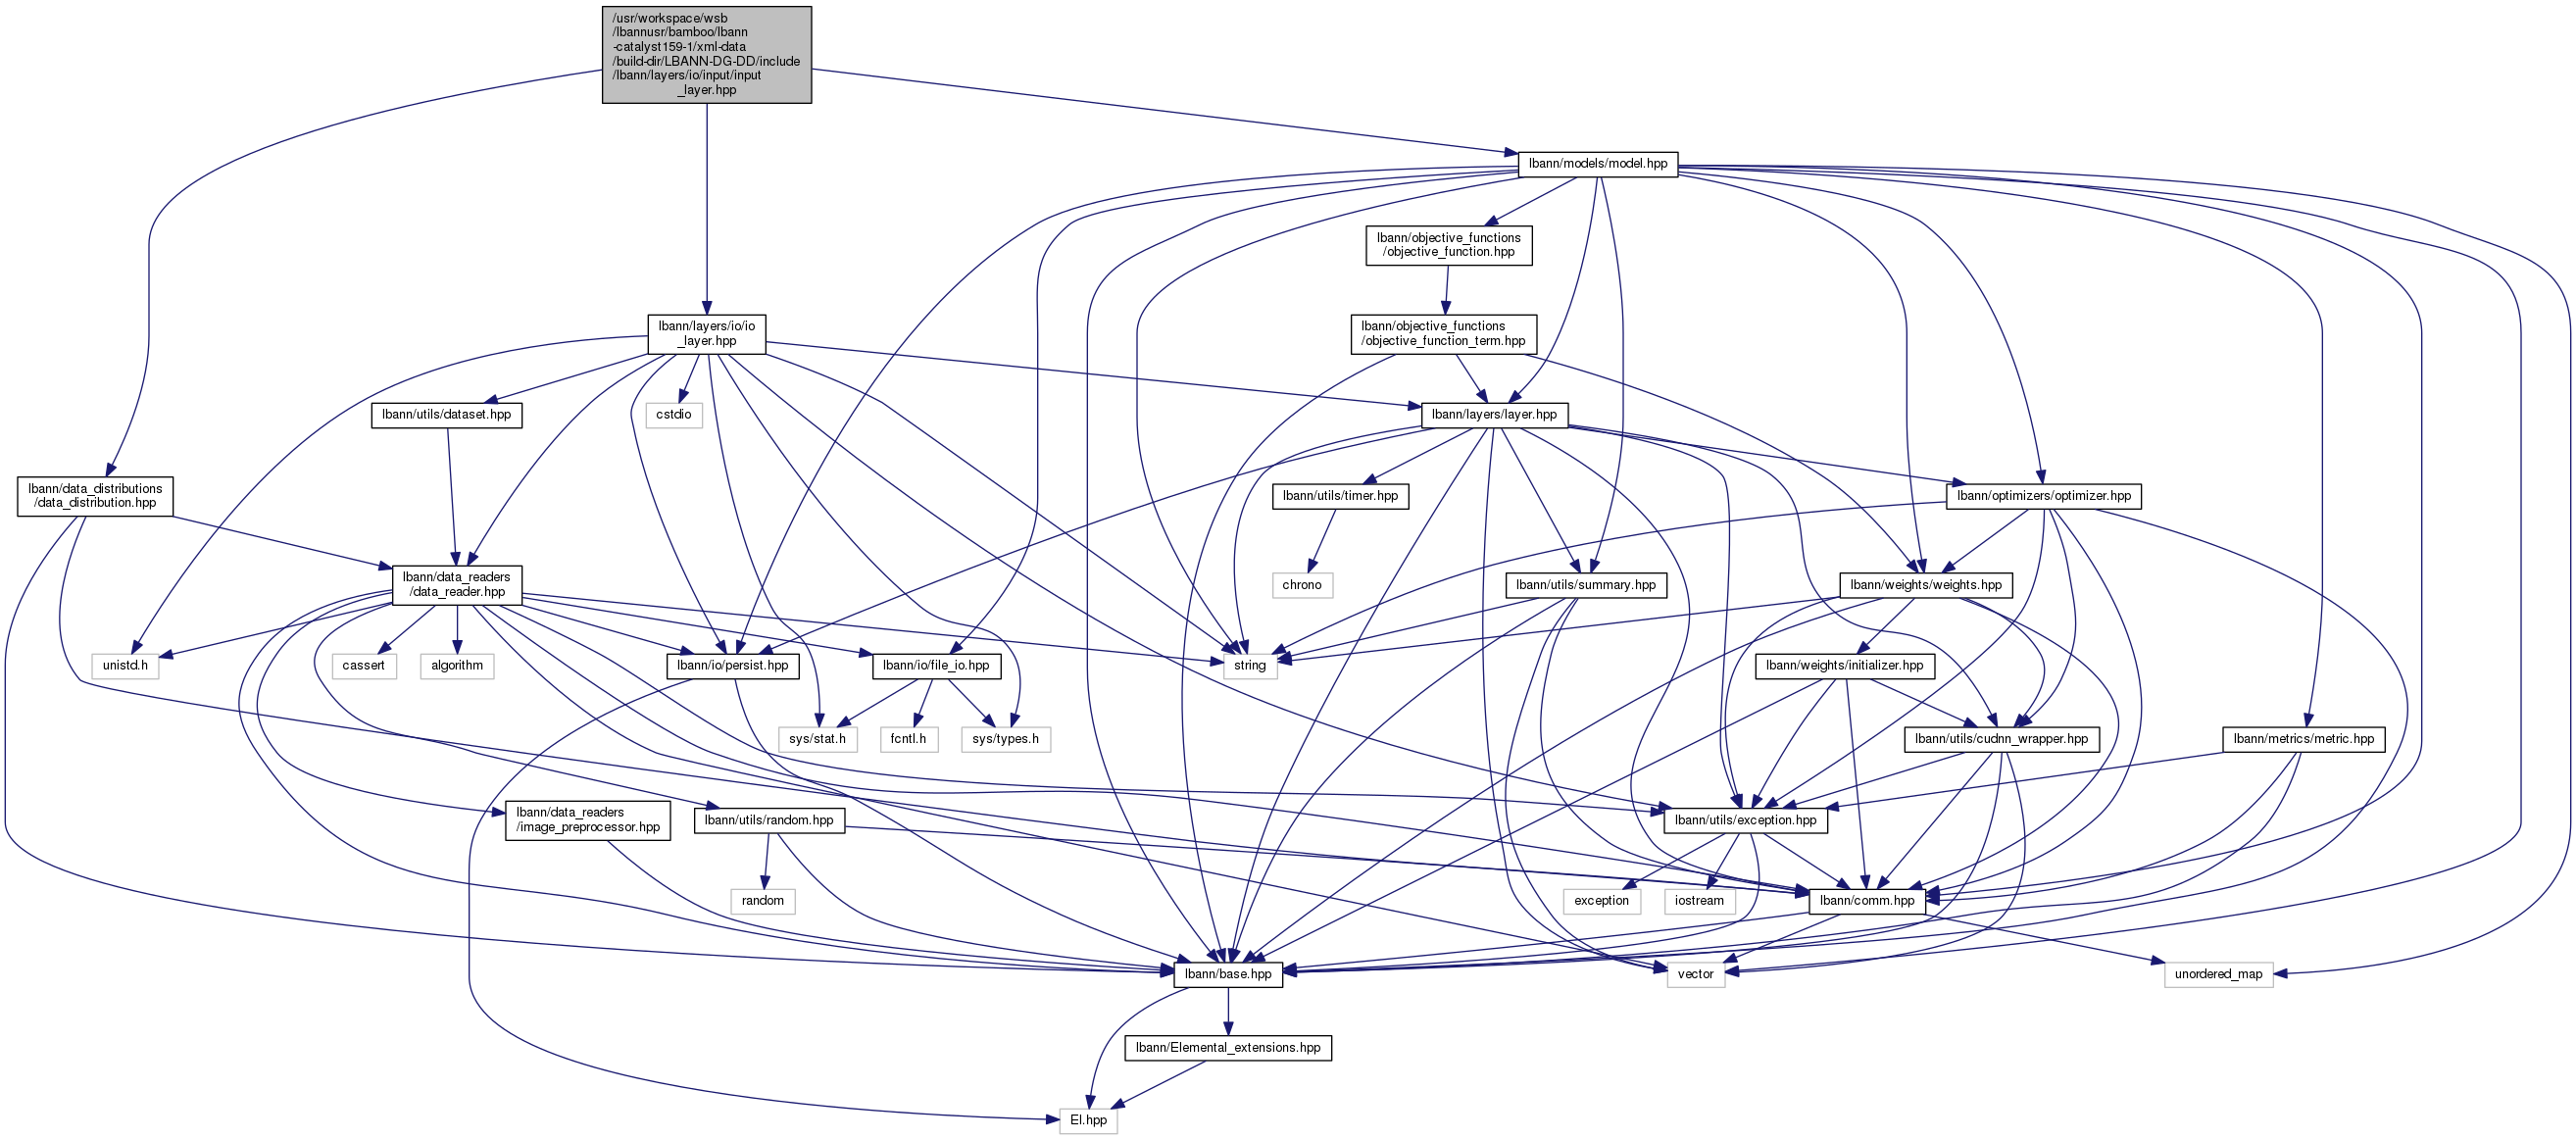 /usr/workspace/wsb
/lbannusr/bamboo/lbann
-catalyst159-1/xml-data
/build-dir/LBANN-DG-DD/include
/lbann/layers/io/input/input
_layer.hpp
lbann/models/model.hpp
lbann/objective_functions
/objective_function.hpp
lbann/layers/io/io
_layer.hpp
lbann/objective_functions
/objective_function_term.hpp
lbann/utils/dataset.hpp
cstdio
lbann/layers/layer.hpp
lbann/data_distributions
/data_distribution.hpp
lbann/utils/timer.hpp
lbann/optimizers/optimizer.hpp
lbann/data_readers
/data_reader.hpp
chrono
lbann/utils/summary.hpp
lbann/weights/weights.hpp
unistd.h
cassert
algorithm
lbann/io/persist.hpp
lbann/io/file_io.hpp
string
lbann/weights/initializer.hpp
sys/stat.h
fcntl.h
sys/types.h
lbann/utils/cudnn_wrapper.hpp
lbann/metrics/metric.hpp
lbann/data_readers
/image_preprocessor.hpp
lbann/utils/random.hpp
lbann/utils/exception.hpp
random
exception
iostream
lbann/comm.hpp
lbann/base.hpp
vector
unordered_map
lbann/Elemental_extensions.hpp
El.hpp